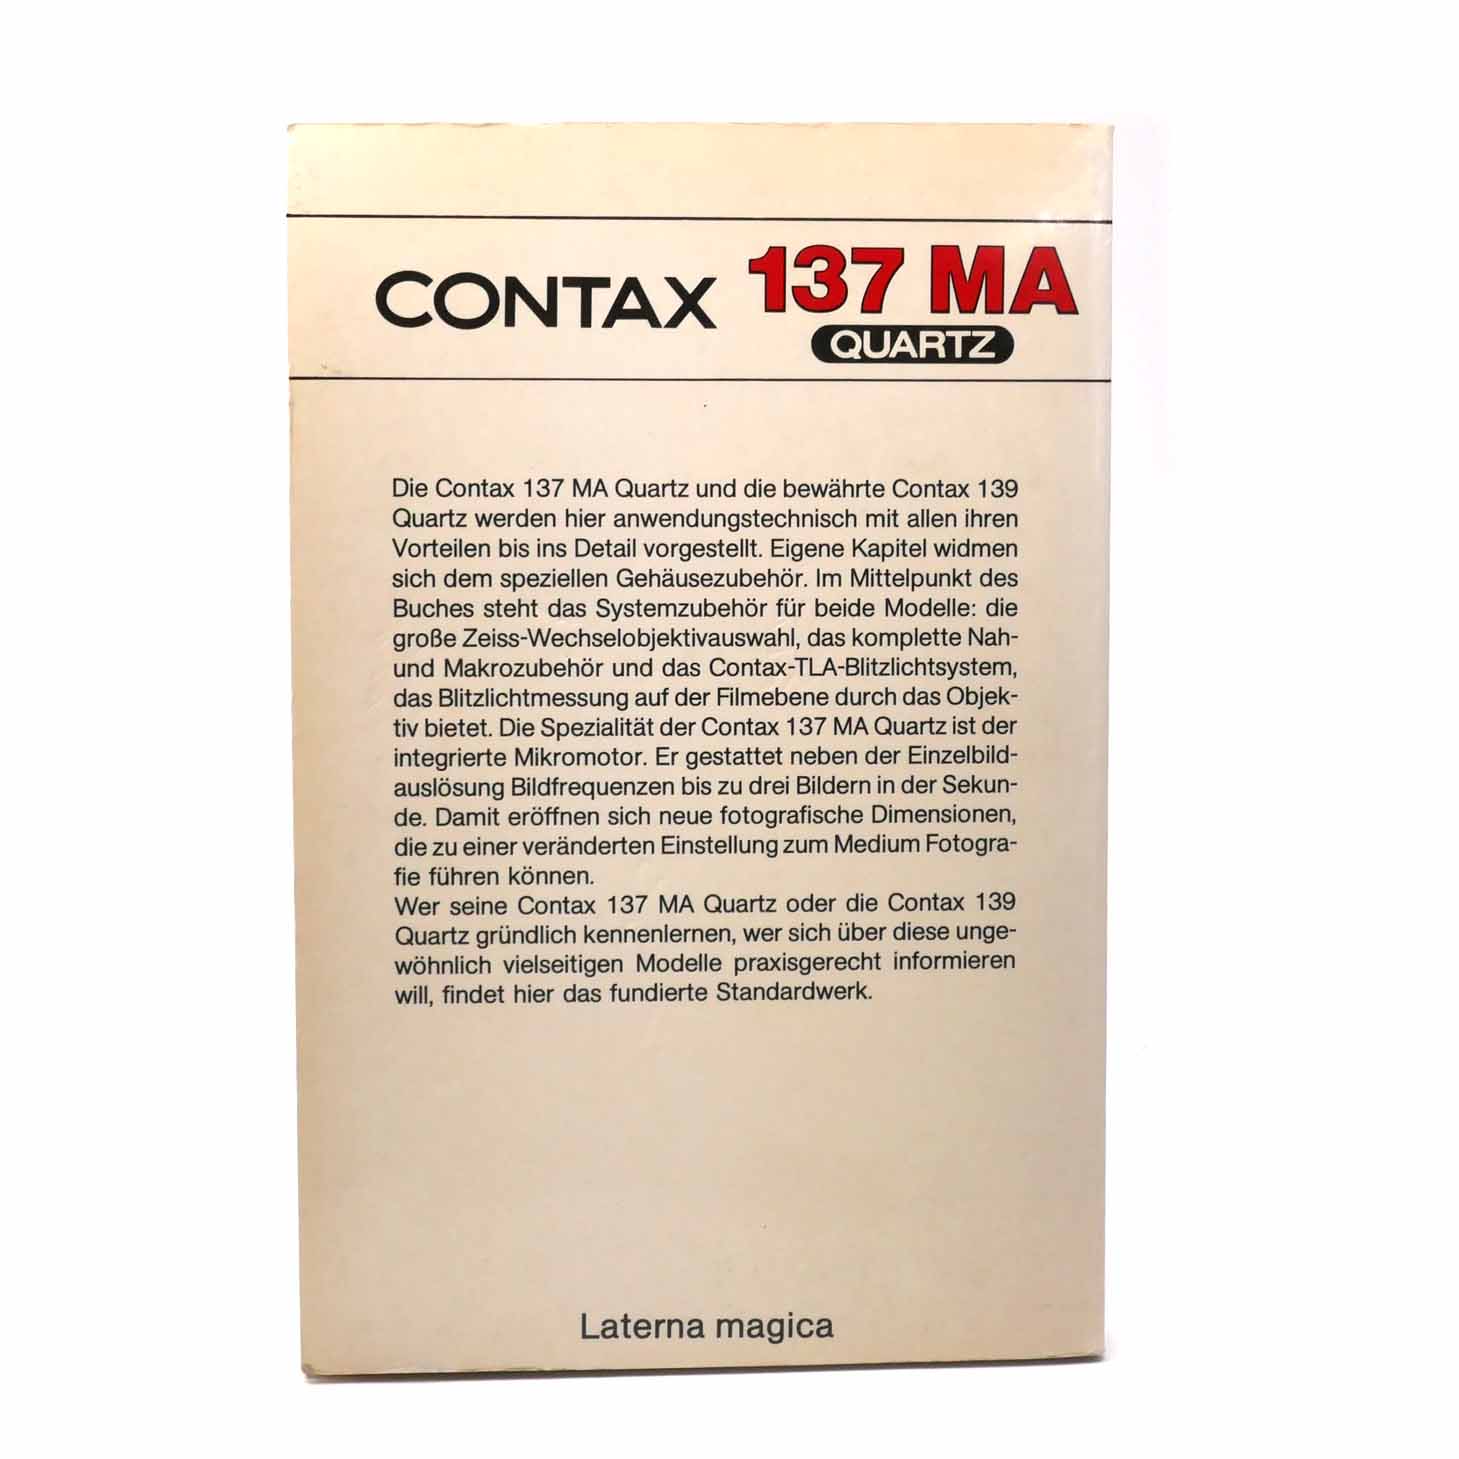 CONTAX 137 MA
QUARTZ
Die Contax 137 MA Quartz und die bewährte Contax 139
Quartz werden hier anwendungstechnisch mit allen ihren
Vorteilen bis ins Detail vorgestellt. Eigene Kapitel widmen
sich dem speziellen Gehäusezubehör. Im Mittelpunkt des
Buches steht das Systemzubehör für beide Modelle: die
große Zeiss-Wechselobjektivauswahl, das komplette Nah-
und Makrozubehör und das Contax-TLA-Blitzlichtsystem,
das Blitzlichtmessung auf der Filmebene durch das Objek-
tiv bietet. Die Spezialität der Contax 137 MA Quartz ist der
integrierte Mikromotor. Er gestattet neben der Einzelbild-
auslösung Bildfrequenzen bis zu drei Bildern in der Sekun-
de. Damit eröffnen sich neue fotografische Dimensionen,
die zu einer veränderten Einstellung zum Medium Fotogra-
fie führen können.
Wer seine Contax 137 MA Quartz oder die Contax 139
Quartz gründlich kennenlernen, wer sich über diese unge-
wöhnlich vielseitigen Modelle praxisgerecht informieren
will, findet hier das fundierte Standardwerk.
Laterna magica